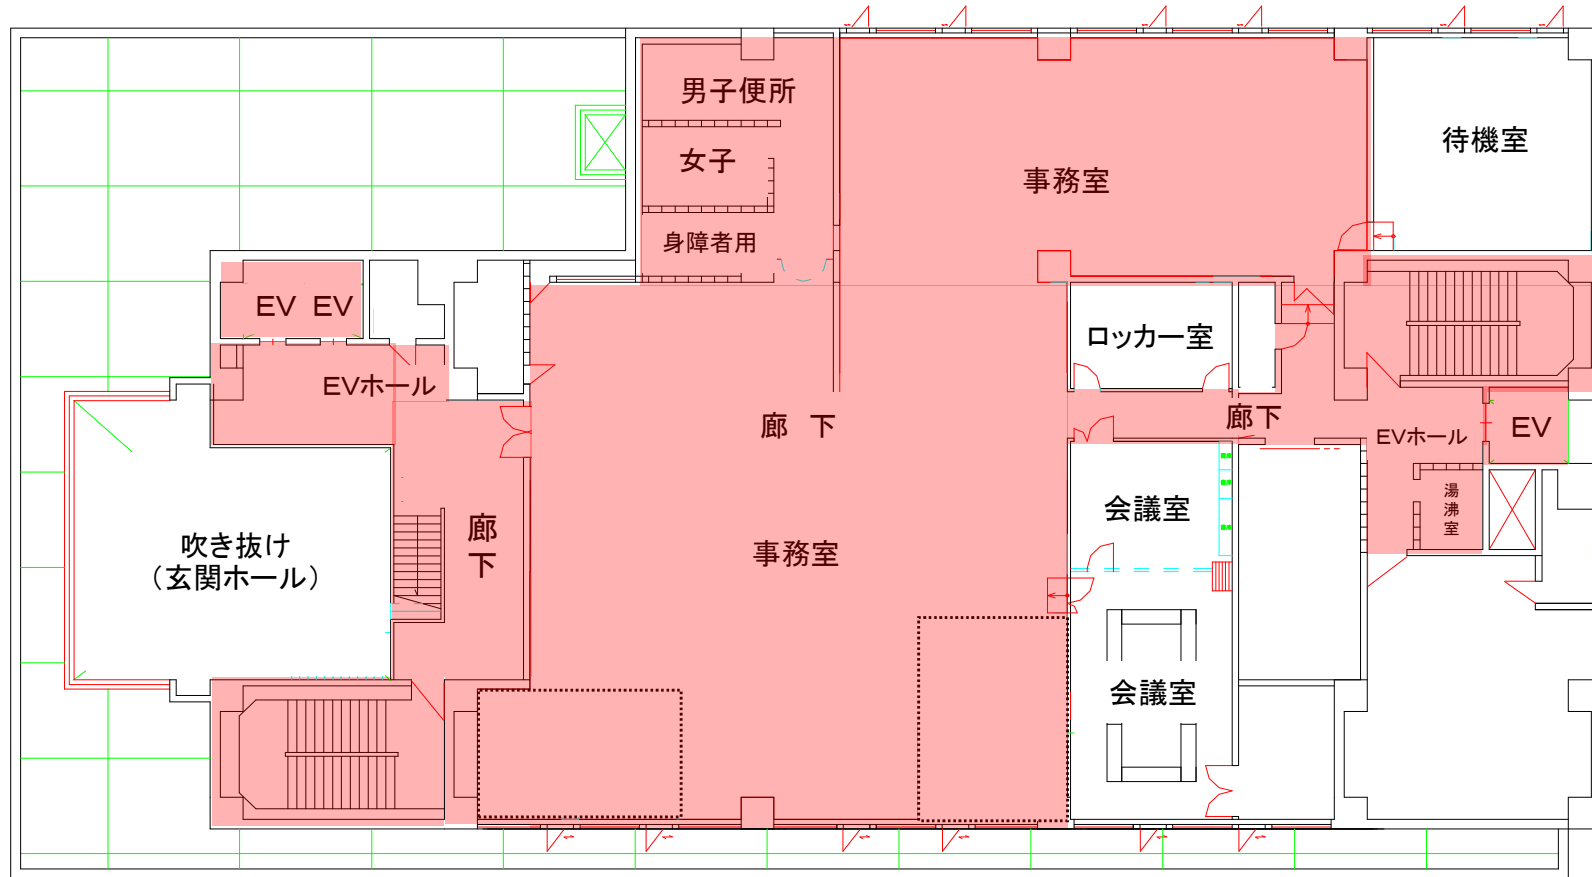 男子便所
女子
身障者用
事務室
待機室
EV EV
EVホール
ロッカー室
廊 下
廊下
EVホール
EV
湯
沸
室
会議室
廊
下
吹き抜け
（玄関ホール）
事務室
会議室